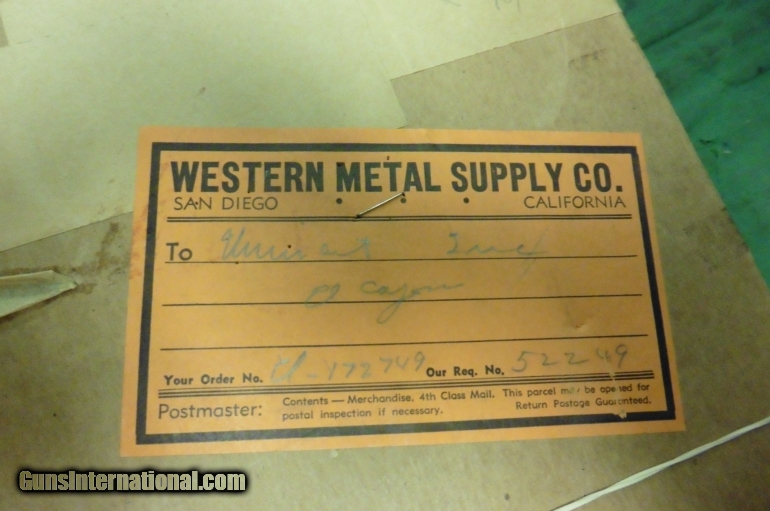 WESTERN METAL SUPPLY CO.
SAN DIEGO • • • CALIFORNIA
To
El Cajon
Your Order No. Cl-172749 Our Req. No. 52249
Postmaster: Contents — Merchandise. 4th Class Mail. This parcel may be opened for
postal inspection if necessary. Return Postage Guaranteed.
GunsInternational.com